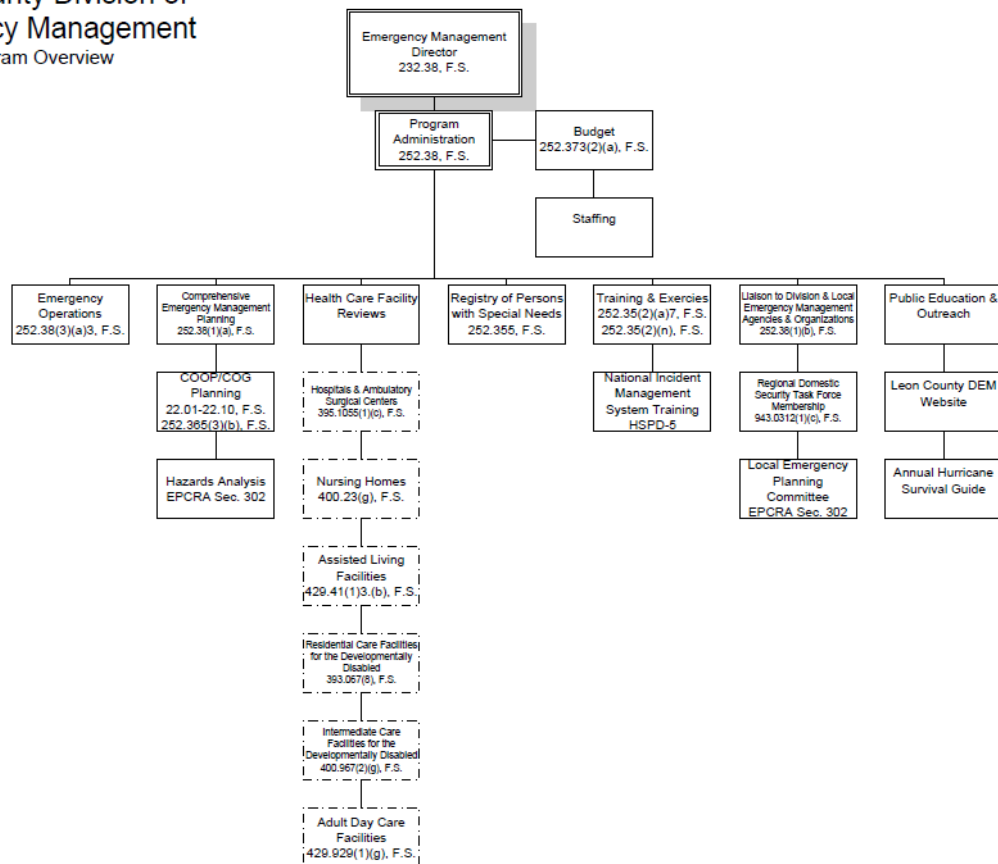 cy Management
ram Overview
Emergency Management
Director
232.38, F.S.
Program
Administration
252.38, F.S.
Budget
252.373(2)(a), F.S.
Staffing
Emergency
Operations
252.38(3)(a)3, F.S.
Comprehensive
Emergency Management
Planning
252.38(1)(a), F.S.
Health Care Facility
Reviews
Registry of Persons
with Special Needs
252.355, F.S.
Training & Exercies
252.35(2)(a)7, F.S.
252.35(2)(n), F.S.
Liaison to Division & Local
Emergency Management
Agencies & Organizations
252.38(1)(b), F.S.
Public Education &
Outreach
COOP/COG
Planning
22.01-22.10, F.S.
252.365(3)(b), F.S.
Hospitals & Ambulatory
Surgical Centers
395.1055(1)(c), F.S.
National Incident
Management
System Training
HSPD-5
Regional Domestic
Security Task Force
Membership
943.0312(1)(c), F.S.
Leon County DEM
Website
Hazards Analysis
EPCRA Sec. 302
Nursing Homes
400.23(g), F.S.
Local Emergency
Planning
Committee
EPCRA Sec. 302
Annual Hurricane
Survival Guide
Assisted Living
Facilities
429.41(1)3.(b), F.S.
Residential Care Facilities
for the Developmentally
Disabled
393.067(8), F.S.
Intermediate Care
Facilities for the
Developmentally Disabled
400.967(2)(g), F.S.
Adult Day Care
Facilities
429.929(1)(g), F.S.